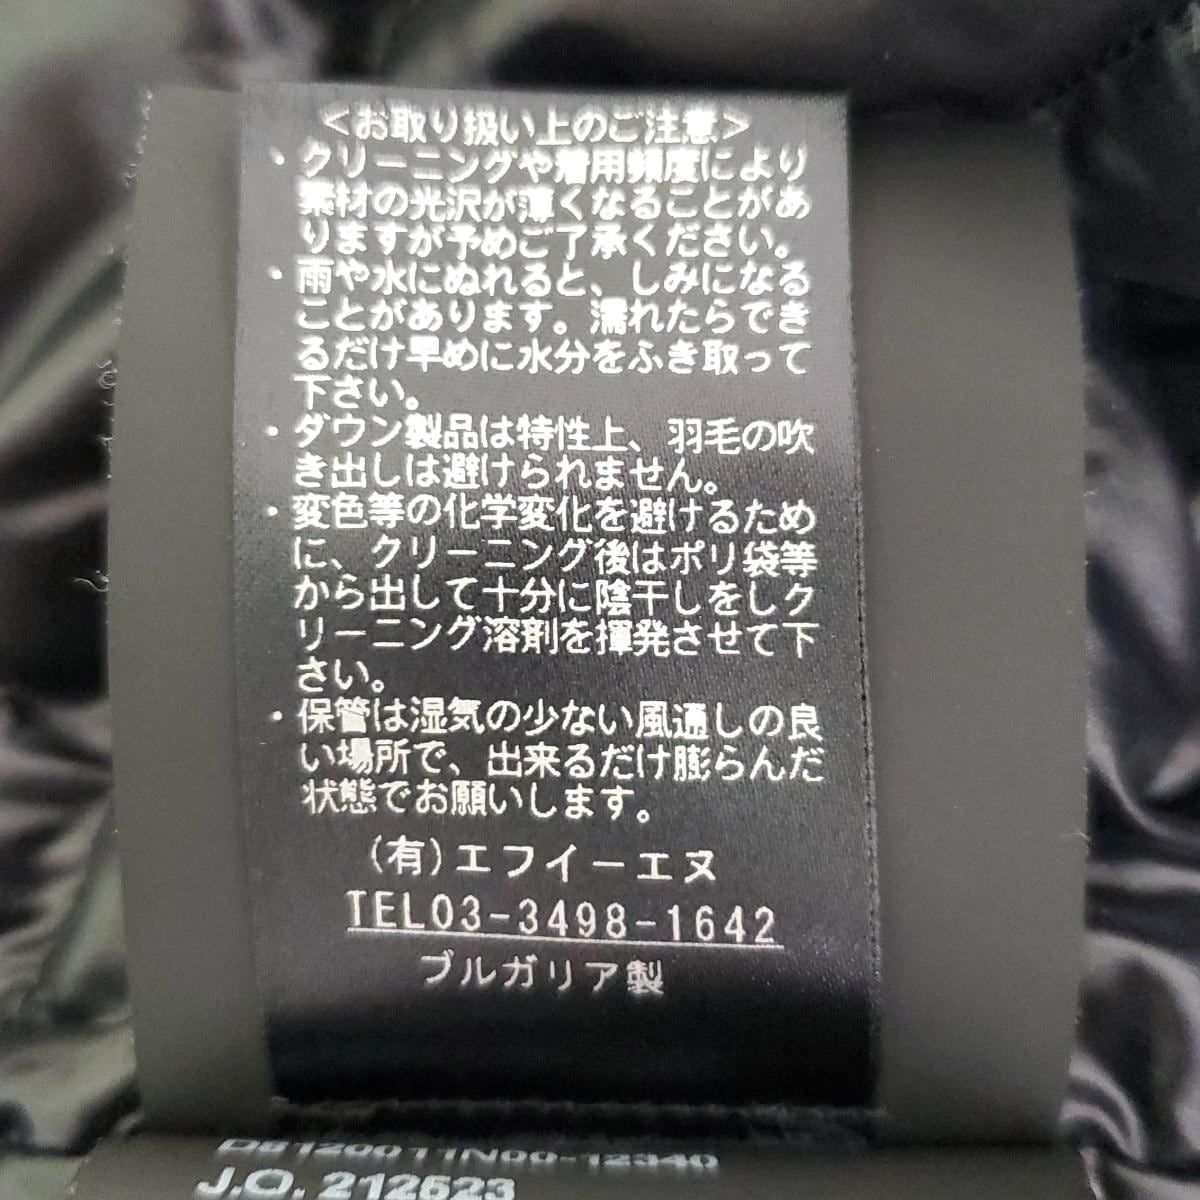 <お取り扱い上のご注意>
・クリーニングや着用頻度により
素材の光沢が薄くなることがあ
りますが予めご了承ください。
・雨や水にぬれると、しみになる
ことがあります。濡れたらでき
るだけ早めに水分をふき取って
下さい。
・ダウン製品は特性上、羽毛の吹
き出しは避けられません。
・変色等の化学変化を避けるため
に、クリーニング後はポリ袋等
から出して十分に陰干しをしク
リーニング溶剤を揮発させて下
さい。
・保管は湿気の少ない風通しの良
い場所で、出来るだけ膨らんだ
状態でお願いします。
(有)エフイーエヌ
TEL03-3498-1642
ブルガリア製
J.O. 212523